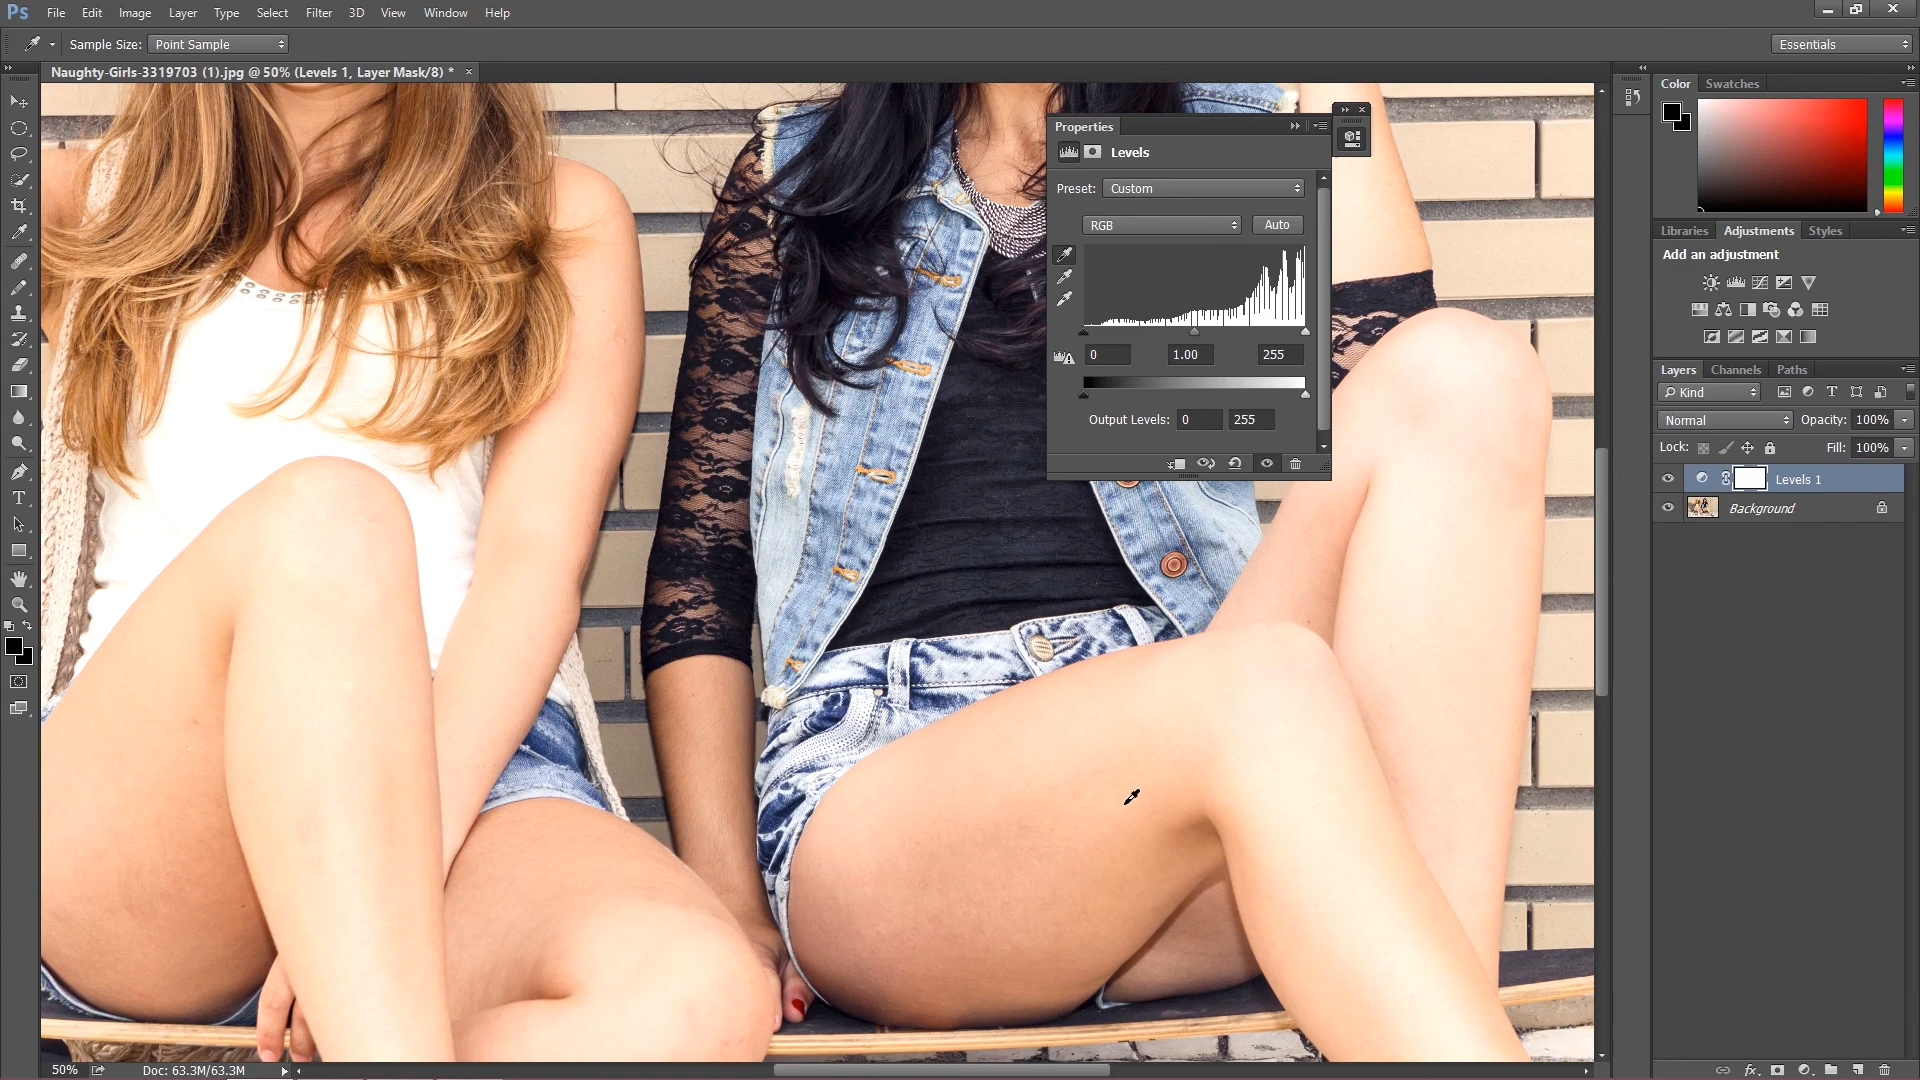 Ps File Edit Image Layer Type Select Filter 3D View Window Help
Sample Size: Point Sample Essentials
Naughty-Girls-3319703 (1).jpg @ 50% (Levels 1, Layer Mask/8) * ×
Color Swatches
Properties
Levels
Preset: Custom
RGB Auto
0 1.00 255
Output Levels: 0 255
Libraries Adjustments Styles
Add an adjustment
Layers Channels Paths
Kind
Normal Opacity: 100%
Lock: Fill: 100%
Levels 1
Background
fx
50% Doc: 63.3M/63.3M